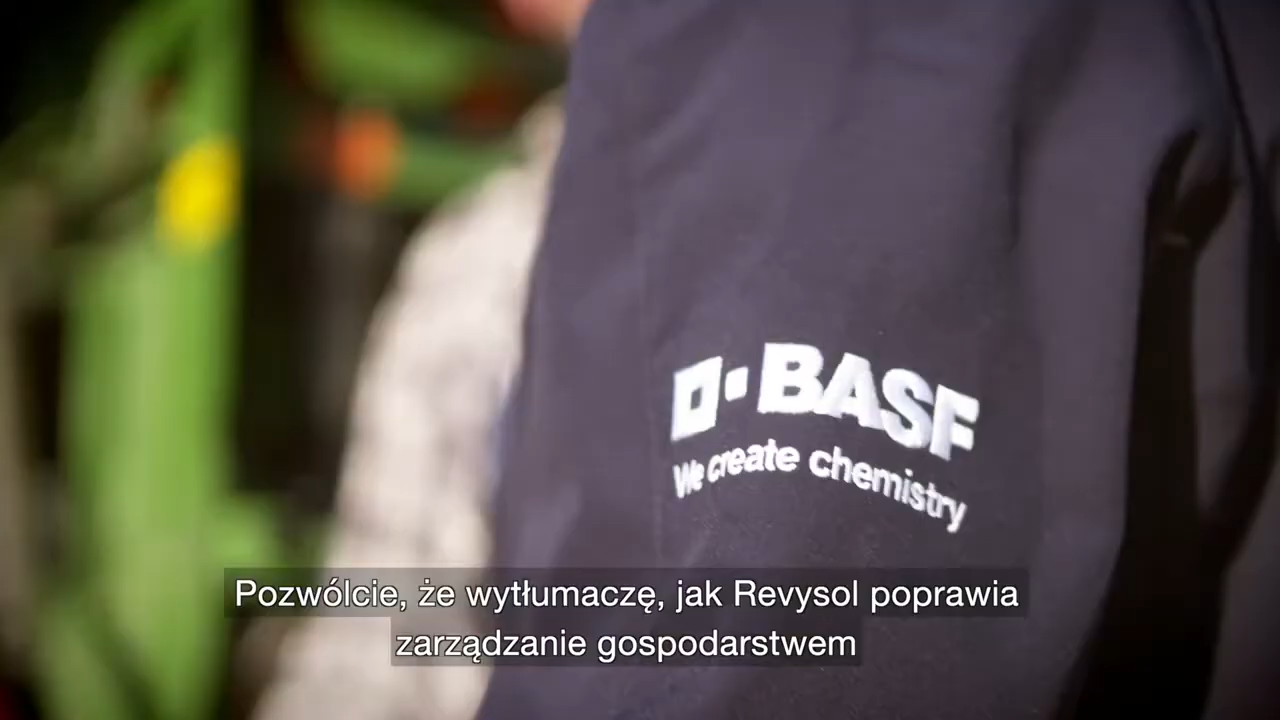 BASF
We create chemistry
Pozwólcie, że wytłumaczę, jak Revysol poprawia
zarządzanie gospodarstwem